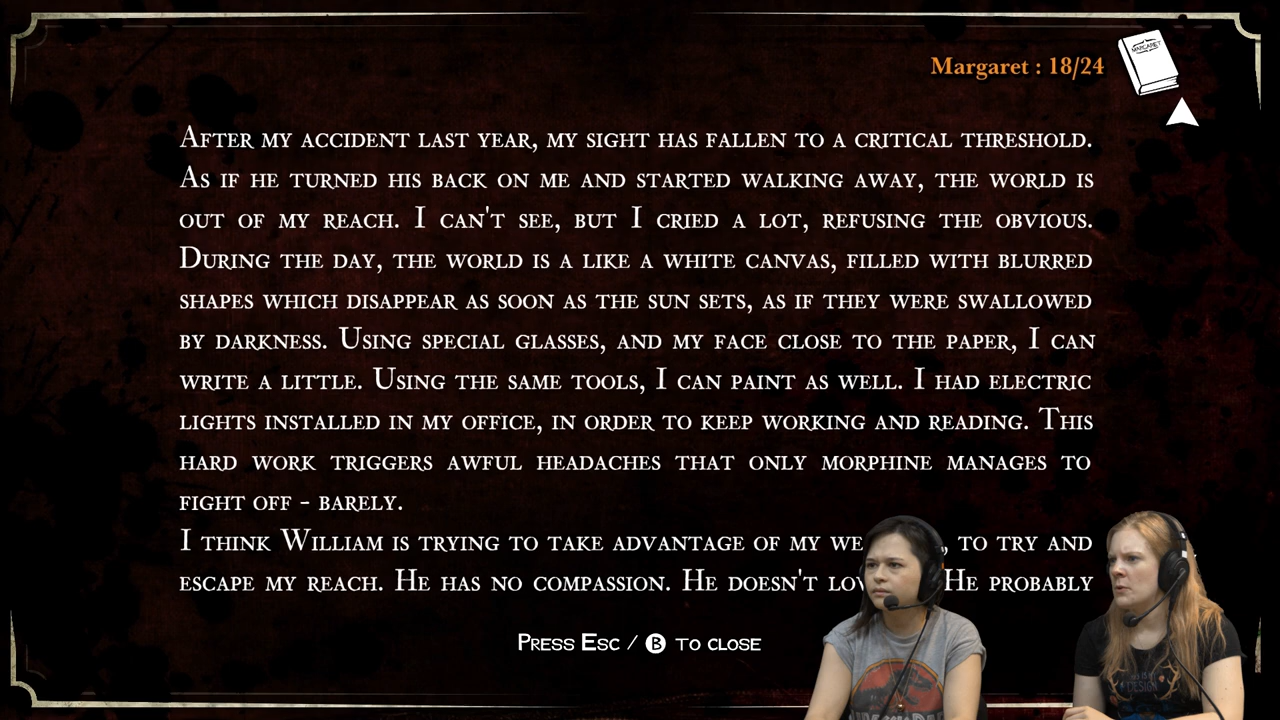 Margaret : 18/24
MARGARET
After my accident last year, my sight has fallen to a critical threshold.
As if he turned his back on me and started walking away, the world is
out of my reach. I can't see, but I cried a lot, refusing the obvious.
During the day, the world is a like a white canvas, filled with blurred
shapes which disappear as soon as the sun sets, as if they were swallowed
by darkness. Using special glasses, and my face close to the paper, I can
write a little. Using the same tools, I can paint as well. I had electric
lights installed in my office, in order to keep working and reading. This
hard work triggers awful headaches that only morphine manages to
fight off - barely.
I think William is trying to take advantage of my , to try and
escape my reach. He has no compassion. He doesn't He probably
Press Esc / B to close
DESIGN